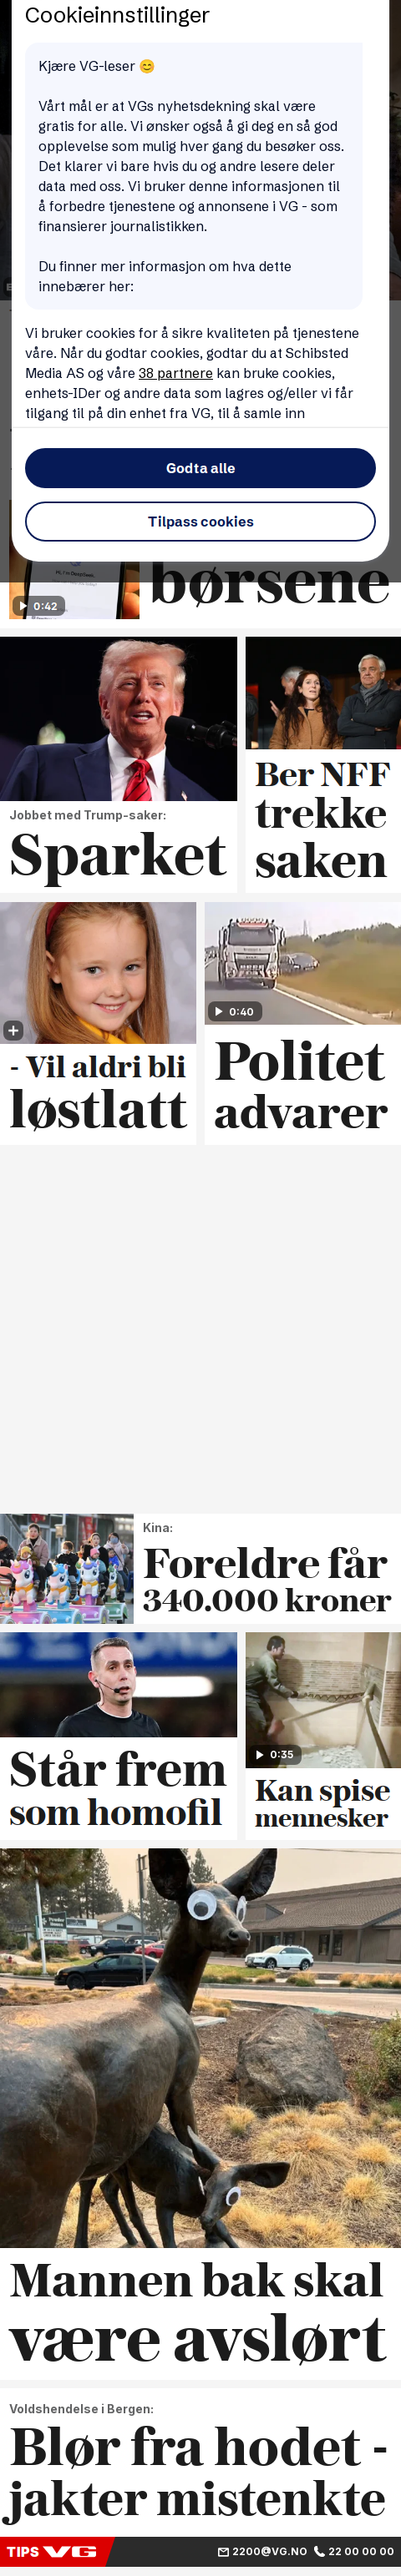 Cookieinnstillinger
Kjære VG-leser 😊
Vårt mål er at VGs nyhetsdekning skal være
gratis for alle. Vi ønsker også å gi deg en så god
opplevelse som mulig hver gang du besøker oss.
Det klarer vi bare hvis du og andre lesere deler
data med oss. Vi bruker denne informasjonen til
å forbedre tjenestene og annonsene i VG - som
finansierer journalistikken.
Du finner mer informasjon om hva dette
innebærer her:
Vi bruker cookies for å sikre kvaliteten på tjenestene
våre. Når du godtar cookies, godtar du at Schibsted
Media AS og våre 38 partnere kan bruke cookies,
enhets-IDer og andre data som lagres og/eller vi får
tilgang til på din enhet fra VG, til å samle inn
Godta alle
Tilpass cookies
0:42
børsene
Jobbet med Trump-saker:
Sparket
Ber NFF
trekke
saken
- Vil aldri bli
løstlatt
0:40
Politet
advarer
Kina:
Foreldre får
340.000 kroner
Står frem
som homofil
0:35
Kan spise
mennesker
Mannen bak skal
være avslørt
Voldshendelse i Bergen:
Blør fra hodet -
jakter mistenkte
TIPS VG 2200@VG.NO 22 00 00 00